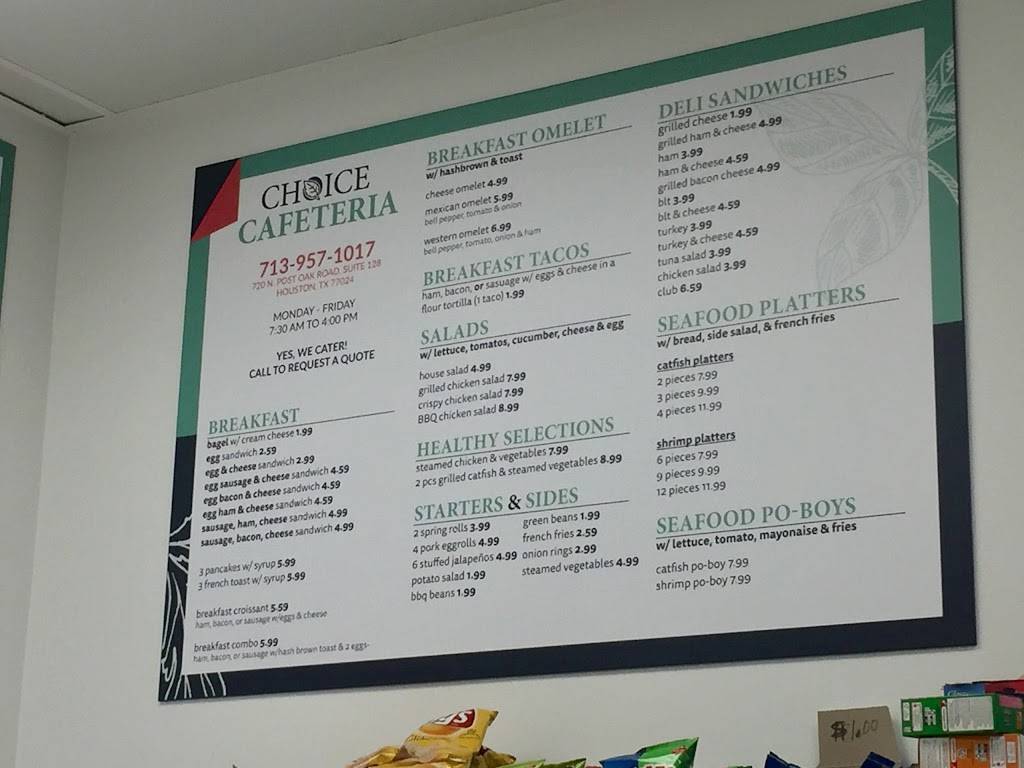 CHOICE
CAFETERIA
713-957-1017
720 N. POST OAK ROAD, SUITE 128
HOUSTON, TX 77024
MONDAY - FRIDAY
7:30 AM TO 4:00 PM
YES, WE CATER!
CALL TO REQUEST A QUOTE
BREAKFAST
bagel w/ cream cheese 1.99
egg sandwich 2.59
egg & cheese sandwich 2.99
egg sausage & cheese sandwich 4.59
egg bacon & cheese sandwich 4.59
egg ham & cheese sandwich 4.59
sausage, ham, cheese sandwich 4.99
sausage, bacon, cheese sandwich 4.99
3 pancakes w/ syrup 5.99
3 french toast w/ syrup 5.99
breakfast croissant 5.59
ham, bacon, or sausage w/eggs & cheese
breakfast combo 5.99
ham, bacon, or sausage w/hash brown toast & 2 eggs-
BREAKFAST OMELET
w/ hashbrown & toast
cheese omelet 4.99
mexican omelet 5.99
bell pepper, tomato & onion
western omelet 6.99
bell pepper, tomato, onion & ham
BREAKFAST TACOS
ham, bacon, or sasuage w/ eggs & cheese in a
flour tortilla (1 taco) 1.99
SALADS
w/ lettuce, tomatos, cucumber, cheese & egg
house salad 4.99
grilled chicken salad 7.99
crispy chicken salad 7.99
BBQ chicken salad 8.99
HEALTHY SELECTIONS
steamed chicken & vegetables 7.99
2 pcs grilled catfish & steamed vegetables 8.99
STARTERS & SIDES
2 spring rolls 3.99
4 pork eggrolls 4.99
6 stuffed jalapeños 4.99
potato salad 1.99
bbq beans 1.99
green beans 1.99
french fries 2.59
onion rings 2.99
steamed vegetables 4.99
DELI SANDWICHES
grilled cheese 1.99
grilled ham & cheese 4.99
ham 3.99
ham & cheese 4.59
grilled bacon cheese 4.99
blt 3.99
blt & cheese 4.59
turkey 3.99
turkey & cheese 4.59
tuna salad 3.99
chicken salad 3.99
club 6.59
SEAFOOD PLATTERS
w/ bread, side salad, & french fries
catfish platters
2 pieces 7.99
3 pieces 9.99
4 pieces 11.99
shrimp platters
6 pieces 7.99
9 pieces 9.99
12 pieces 11.99
SEAFOOD PO-BOYS
w/ lettuce, tomato, mayonaise & fries
catfish po-boy 7.99
shrimp po-boy 7.99
$1.00